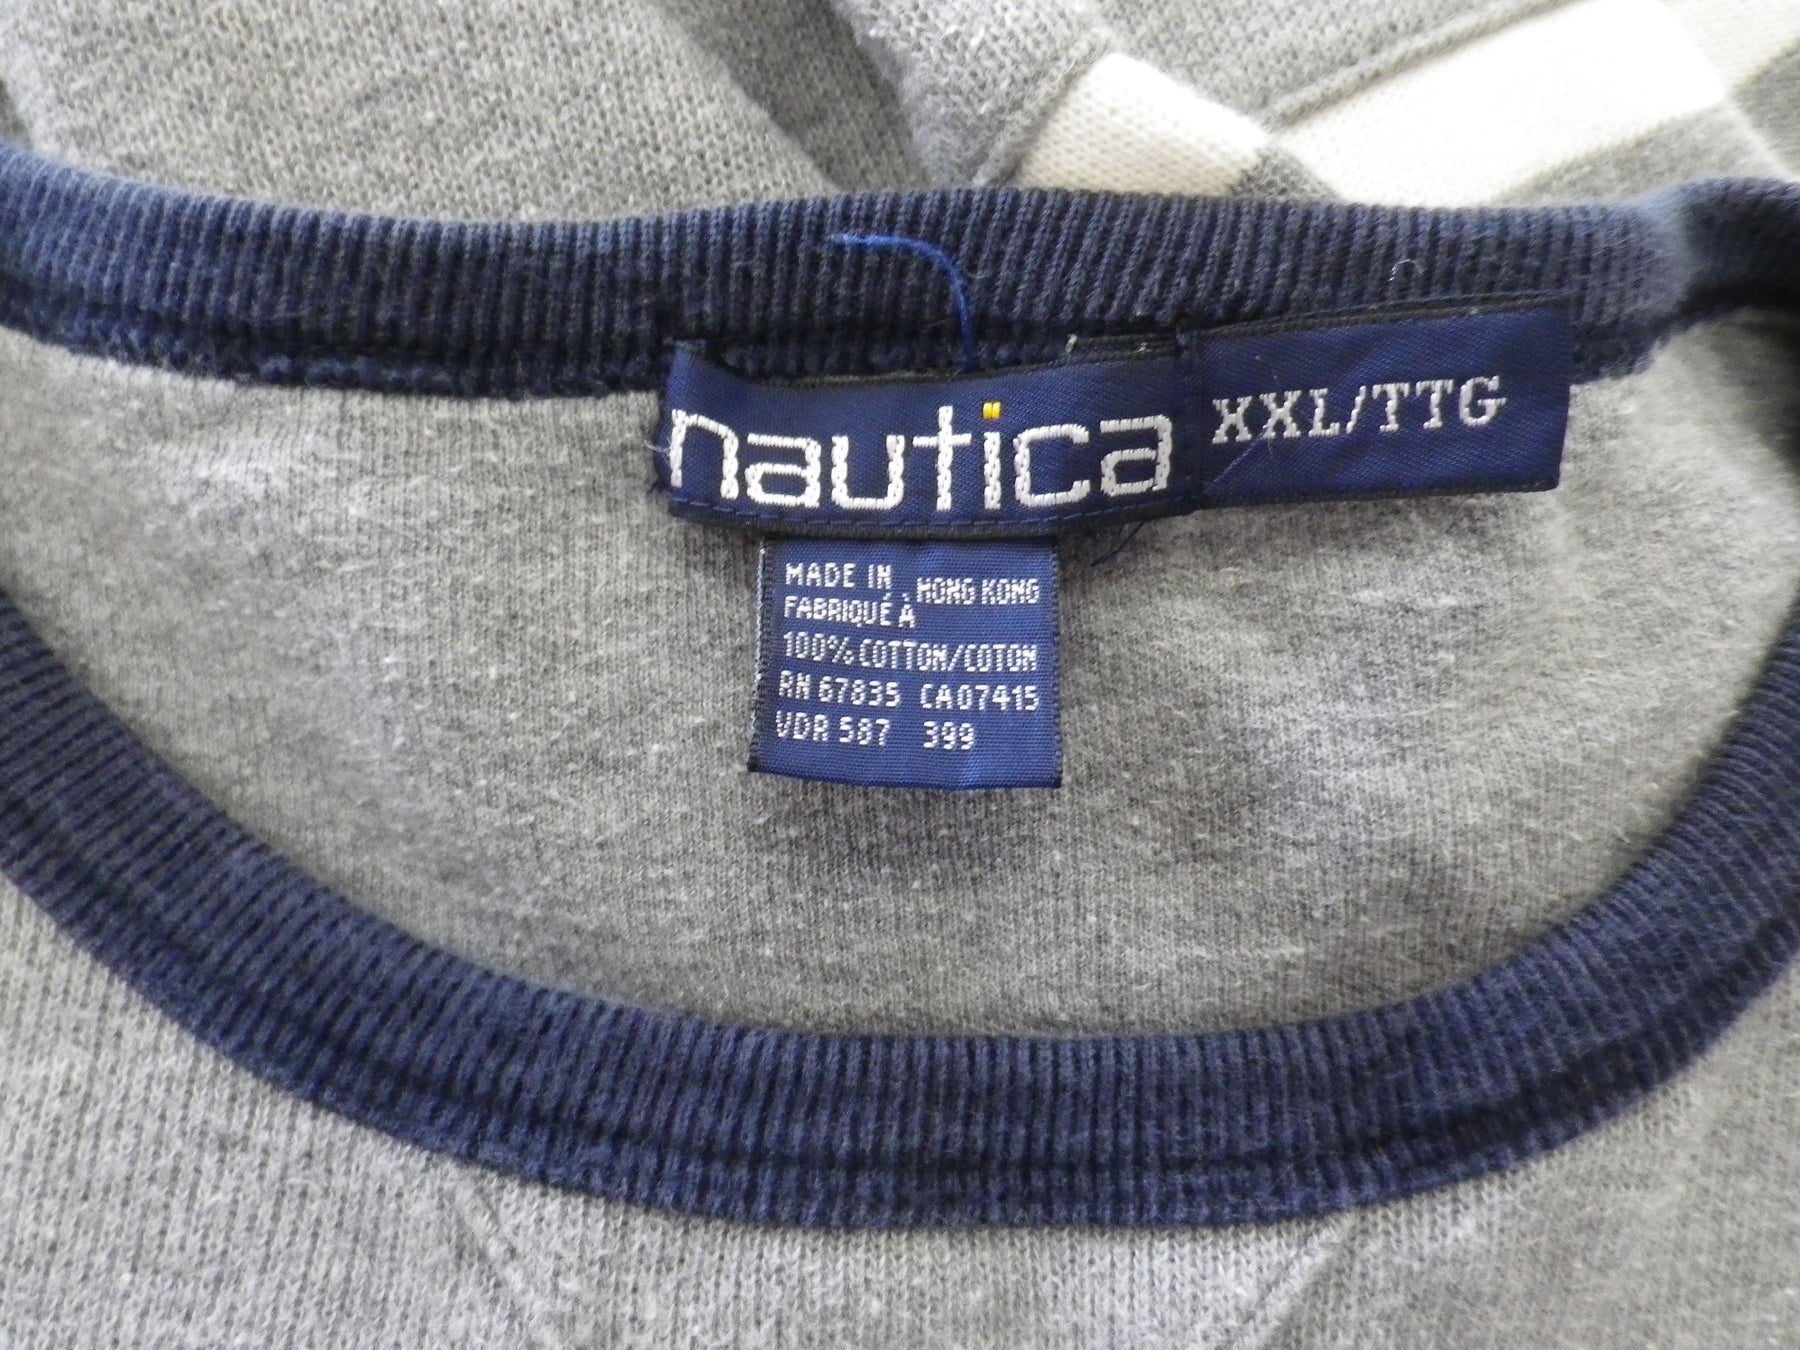 nautica
XXL/TTG
MADE IN
FABRIQUÉ À HONG KONG
100% COTTON/COTON
RN 67835 CA07415
VDR 587 399